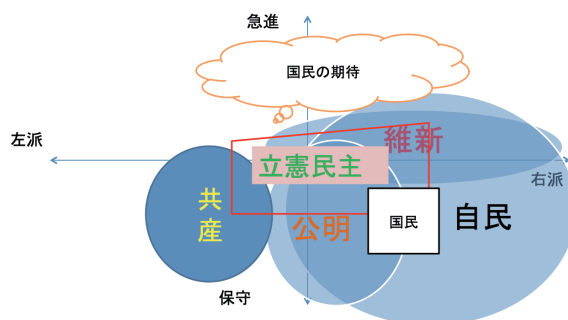 急進
国民の期待
左派
維新
立憲民主
右派
共
産
公明
国民
自民
保守